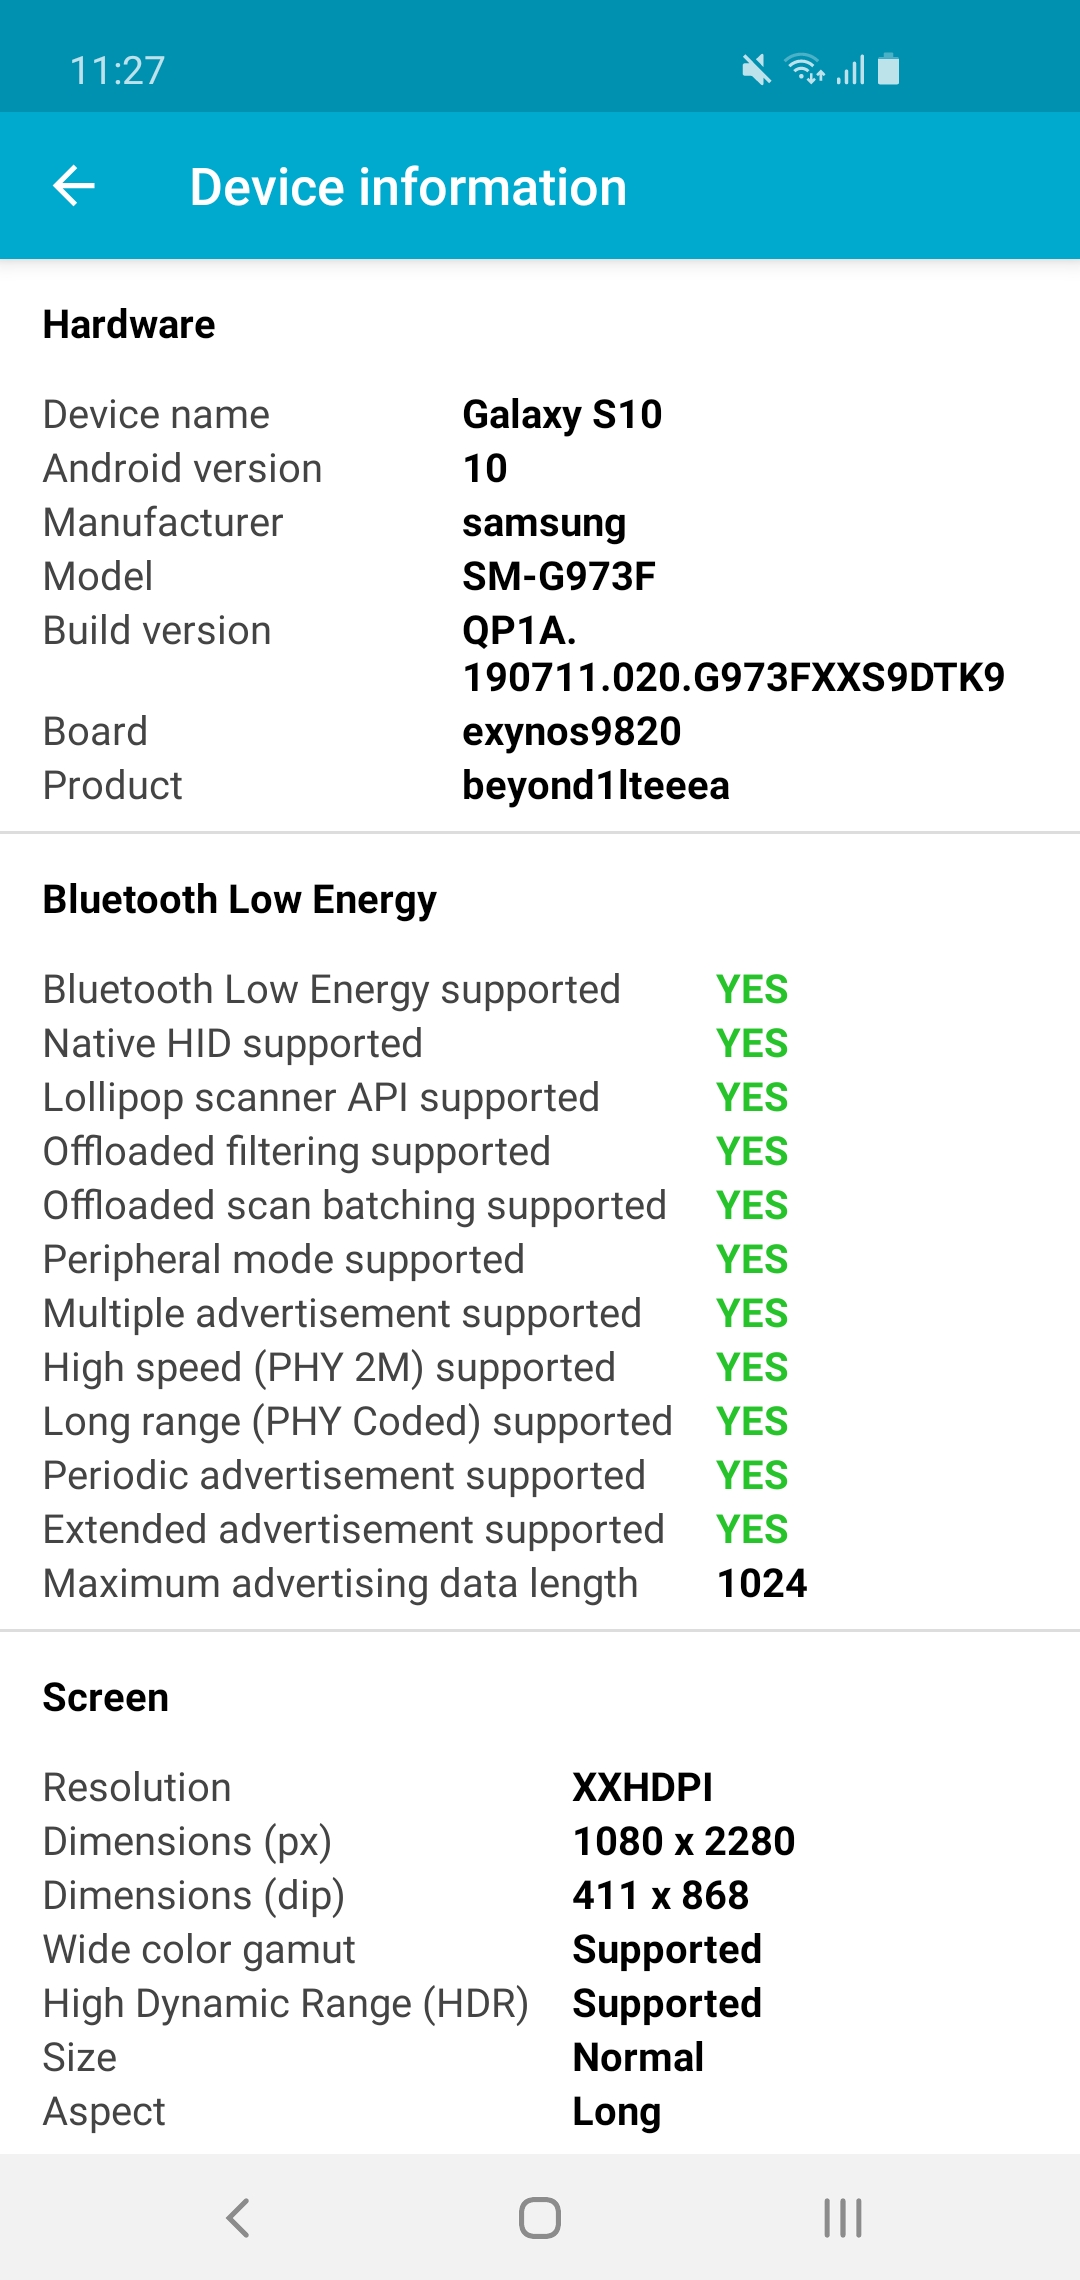 11:27
Device information
Hardware
Device name Galaxy S10
Android version 10
Manufacturer samsung
Model SM-G973F
Build version QP1A.
190711.020.G973FXXS9DTK9
Board exynos9820
Product beyond1lteeea
Bluetooth Low Energy
Bluetooth Low Energy supported YES
Native HID supported YES
Lollipop scanner API supported YES
Offloaded filtering supported YES
Offloaded scan batching supported YES
Peripheral mode supported YES
Multiple advertisement supported YES
High speed (PHY 2M) supported YES
Long range (PHY Coded) supported YES
Periodic advertisement supported YES
Extended advertisement supported YES
Maximum advertising data length 1024
Screen
Resolution XXHDPI
Dimensions (px) 1080 x 2280
Dimensions (dip) 411 x 868
Wide color gamut Supported
High Dynamic Range (HDR) Supported
Size Normal
Aspect Long